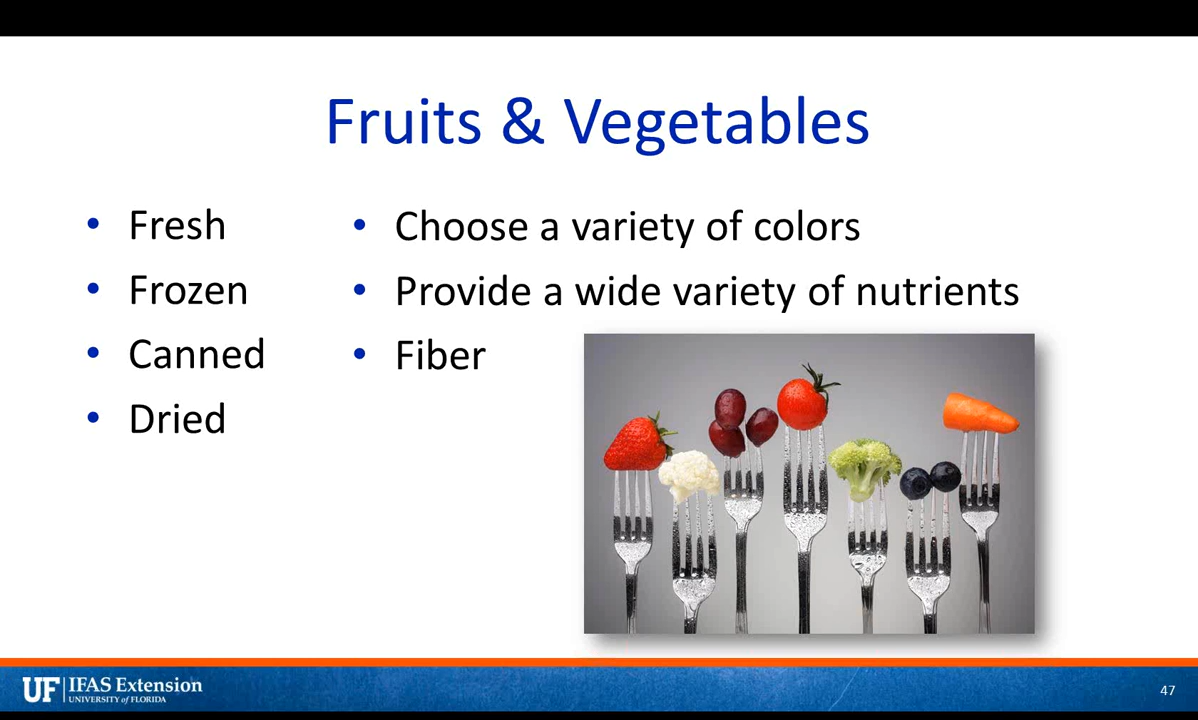 Fruits & Vegetables
• Fresh
• Frozen
• Canned
• Dried
• Choose a variety of colors
• Provide a wide variety of nutrients
• Fiber
UF IFAS Extension
UNIVERSITY of FLORIDA
47